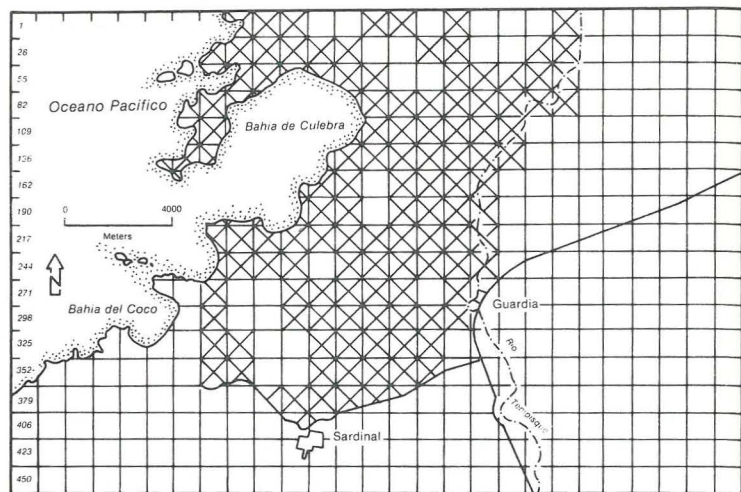 1
28
55
82
109
136
162
190
217
244
271
298
325
352-
379
406
423
450
Oceano Pacífico
Bahia de Culebra
0 4000
Meters
N
Bahia del Coco
Guardia
Rio
Tempisque
Sardinal